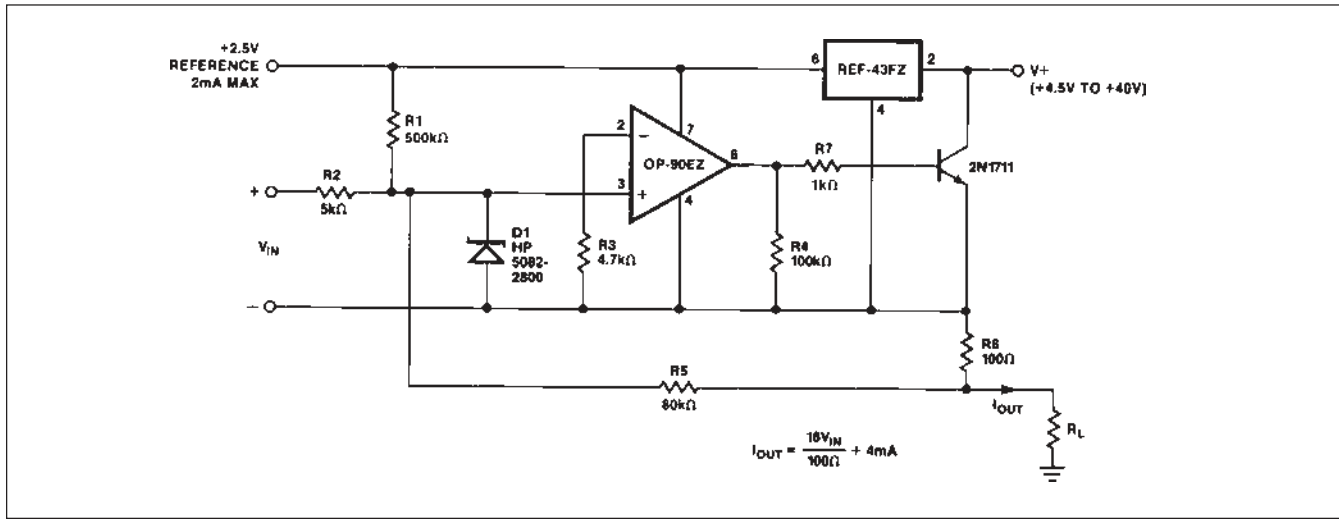 +2.5V
REFERENCE
2mA MAX
R1
500kΩ
+
R2
5kΩ
VIN
−
D1
HP
5082-
2800
R3
4.7kΩ
2
−
3
+
OP-90EZ
7
6
4
R7
1kΩ
R4
100kΩ
6
REF-43FZ
2
4
V+
(+4.5V TO +40V)
2N1711
R6
100Ω
R5
80kΩ
IOUT
RL
IOUT = 16VIN / 100Ω + 4mA